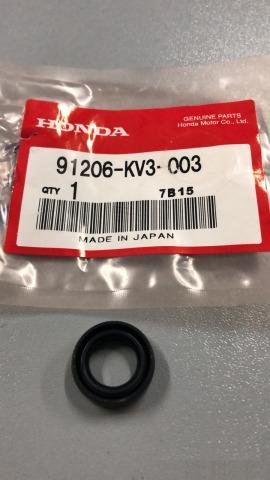 HONDA
GENUINE PARTS
Honda Motor Co., Ltd.
91206-KV3-003
QTY 1 7B15
MADE IN JAPAN